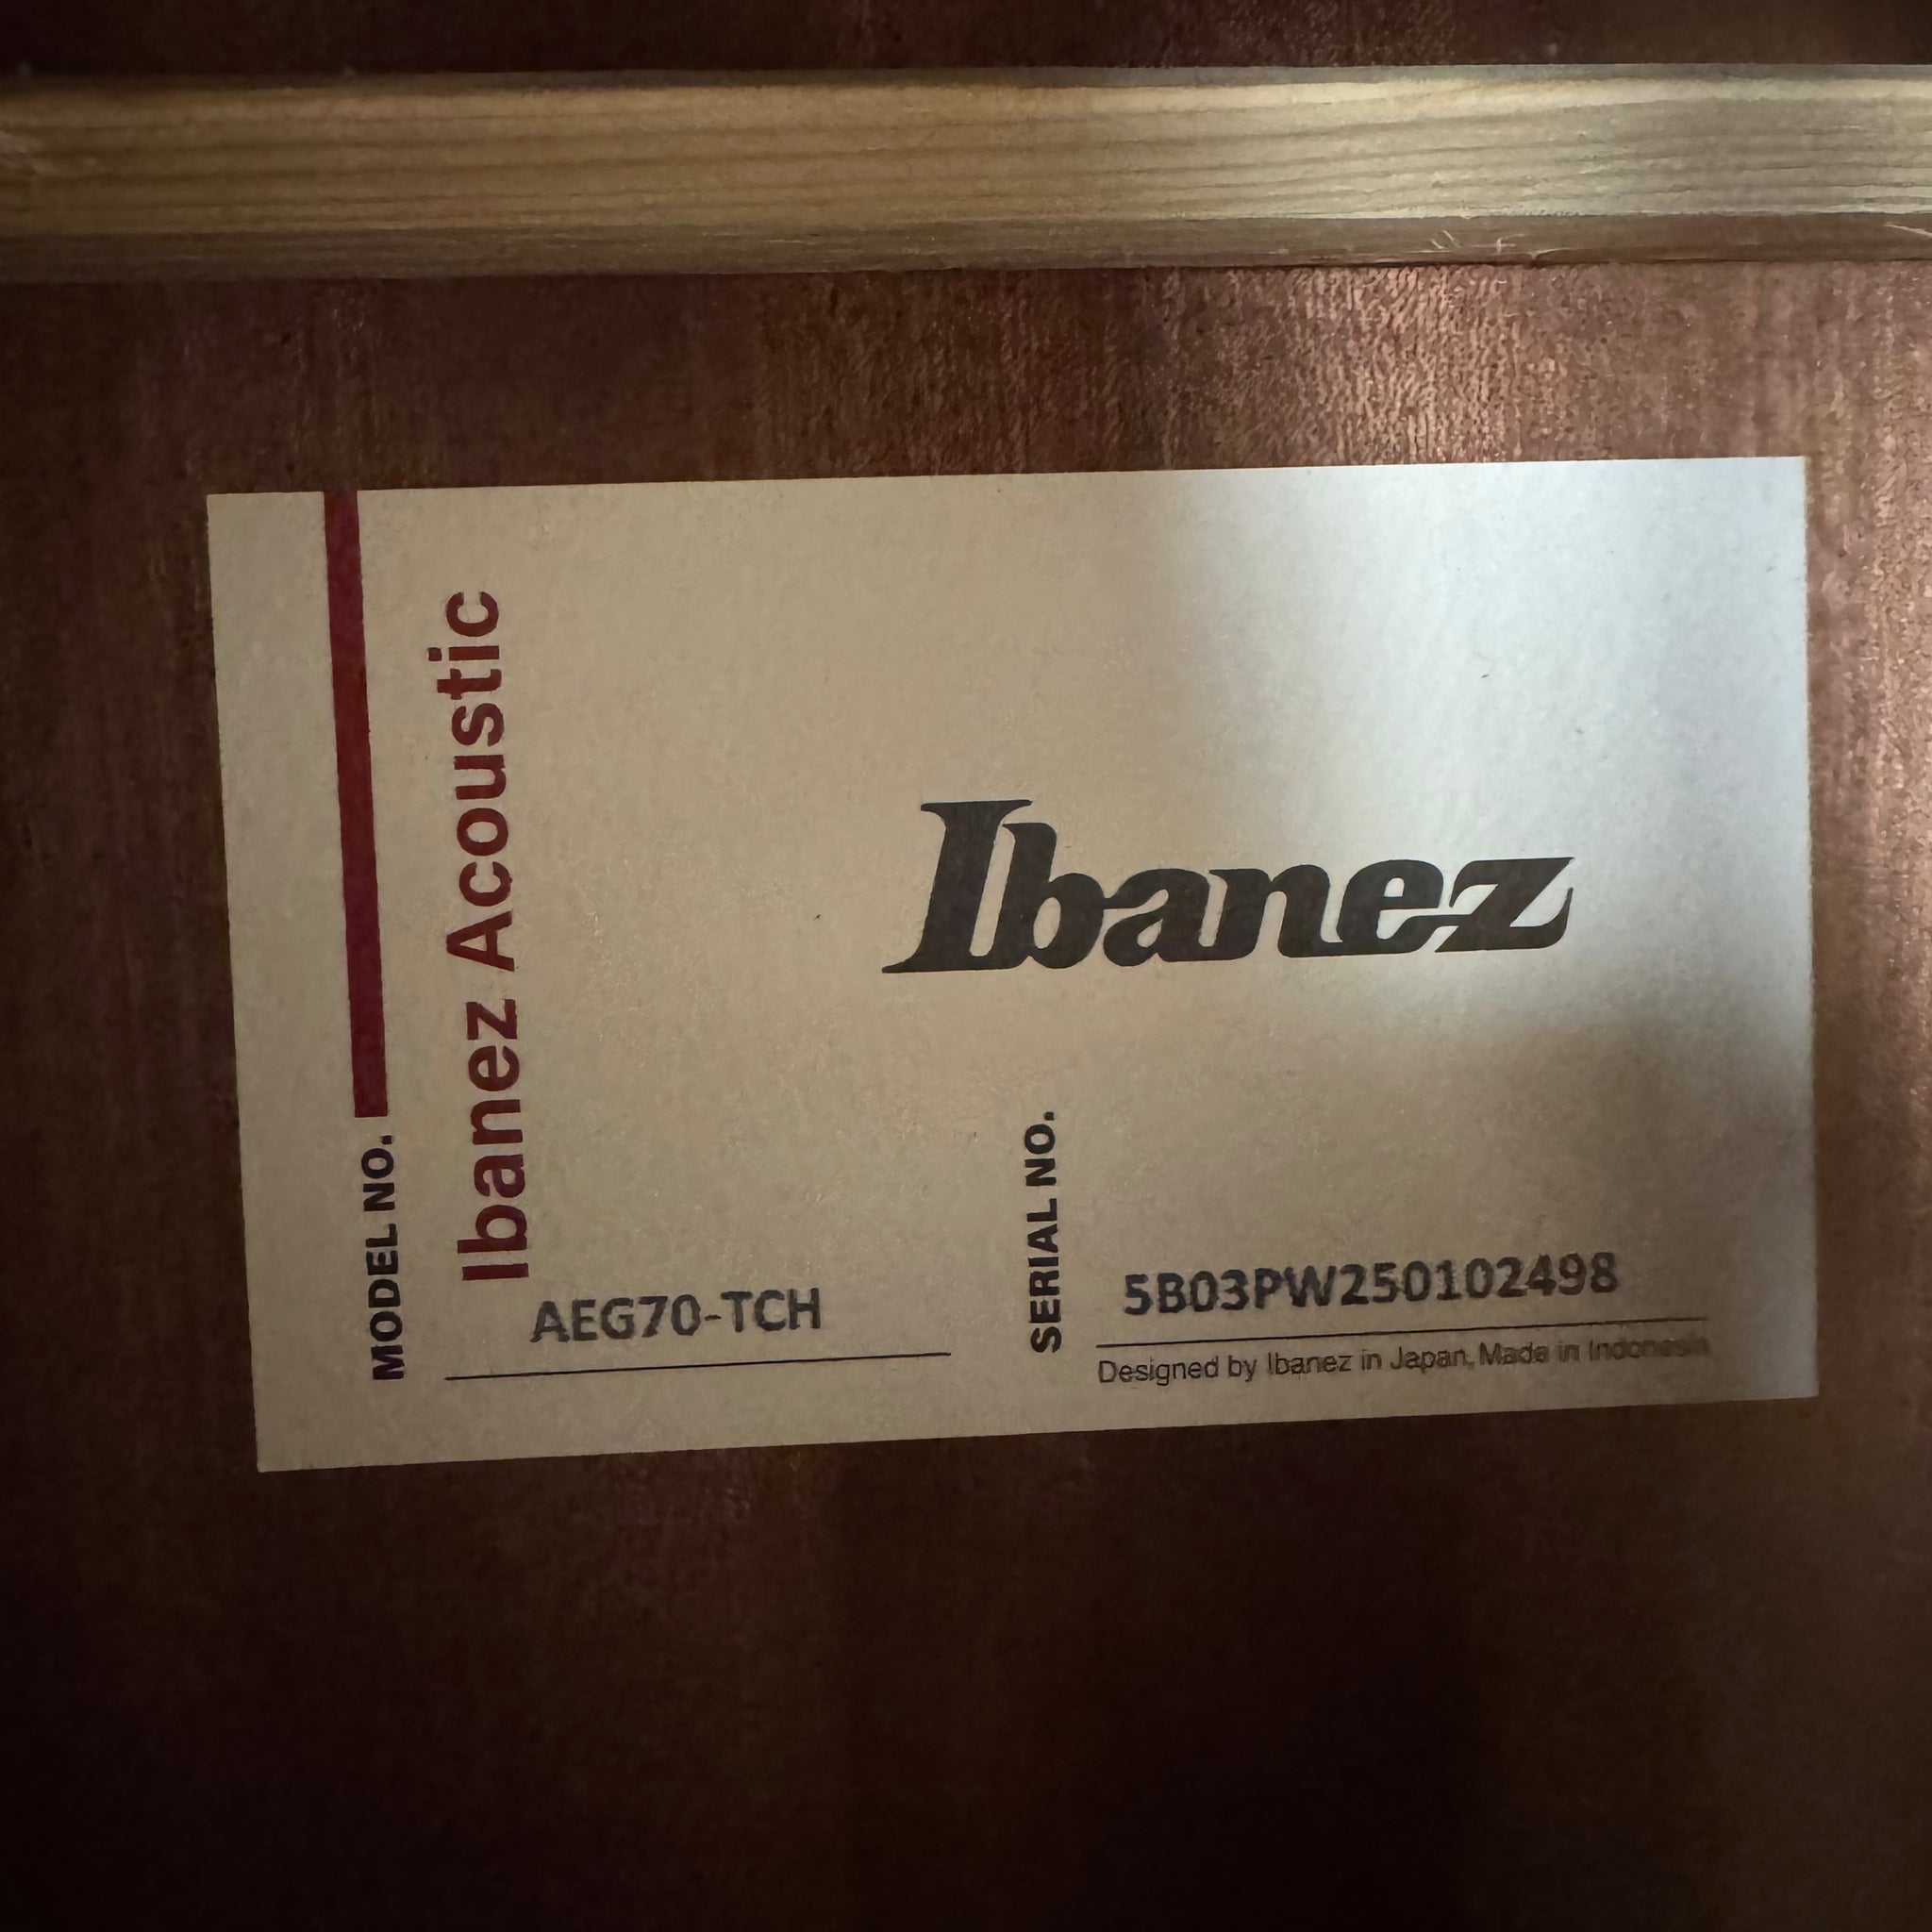 Ibanez Acoustic
Ibanez
MODEL NO.
AEG70-TCH
SERIAL NO.
5B03PW250102498
Designed by Ibanez in Japan, Made in Indonesia